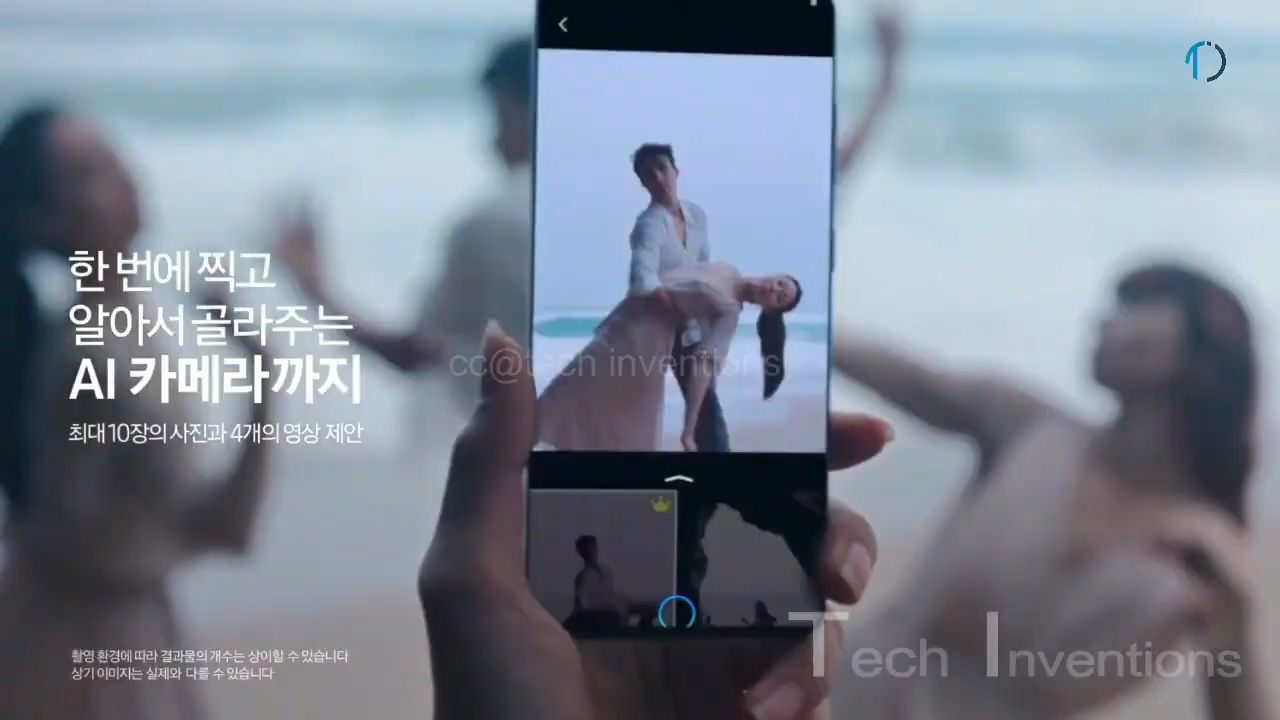 한 번에 찍고
알아서 골라주는
AI 카메라까지
최대 10장의 사진과 4개의 영상 제안
cc@tech inventions
촬영 환경에 따라 결과물의 개수는 상이할 수 있습니다
상기 이미지는 실제와 다를 수 있습니다
Tech Inventions